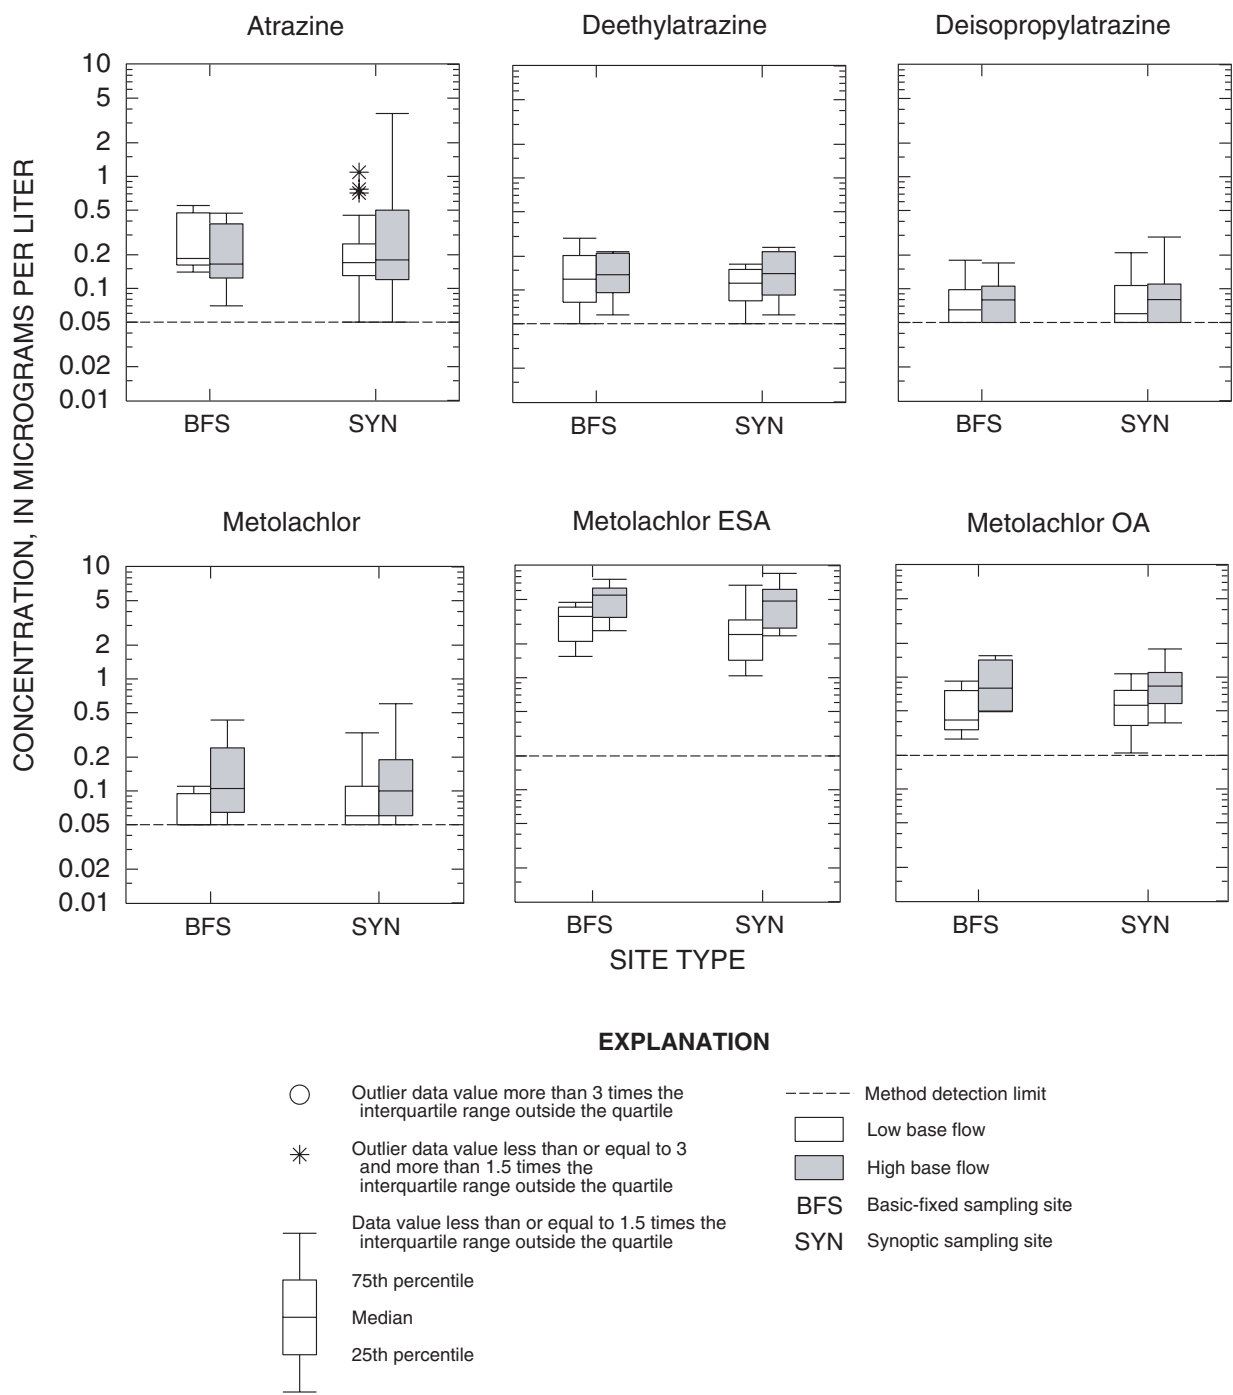 Atrazine
Deethylatrazine
Deisopropylatrazine
CONCENTRATION, IN MICROGRAMS PER LITER
10
5
2
1
0.5
0.2
0.1
0.05
0.02
0.01
BFS
SYN
BFS
SYN
BFS
SYN
Metolachlor
Metolachlor ESA
Metolachlor OA
10
5
2
1
0.5
0.2
0.1
0.05
0.02
0.01
BFS
SYN
BFS
SYN
BFS
SYN
SITE TYPE
EXPLANATION
Outlier data value more than 3 times the
interquartile range outside the quartile
Outlier data value less than or equal to 3
and more than 1.5 times the
interquartile range outside the quartile
Data value less than or equal to 1.5 times the
interquartile range outside the quartile
75th percentile
Median
25th percentile
Method detection limit
Low base flow
High base flow
BFS Basic-fixed sampling site
SYN Synoptic sampling site